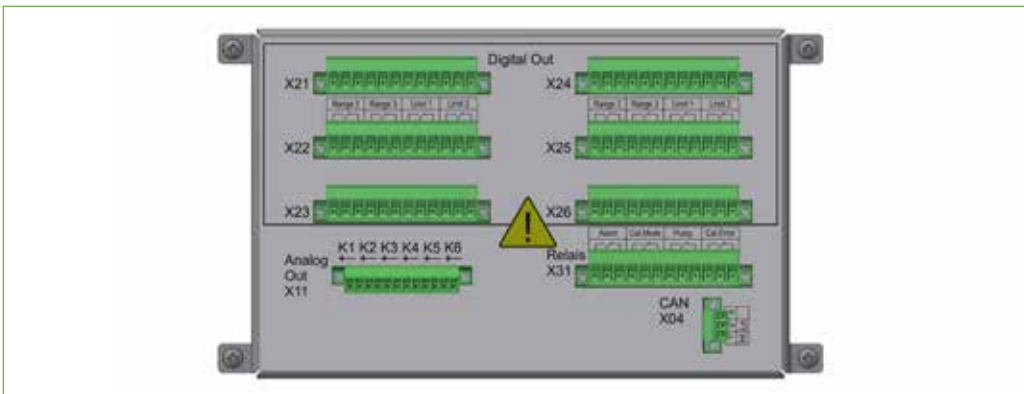 Digital Out
X21
X24
Range 2 Range 3 Limit 1 Limit 2
Range 2 Range 3 Limit 1 Limit 2
X22
X25
X23
X26
Alarm Cal.Mode Pump Cal.Error
K1 K2 K3 K4 K5 K6
Analog
Out
X11
Relais
X31
CAN
X04